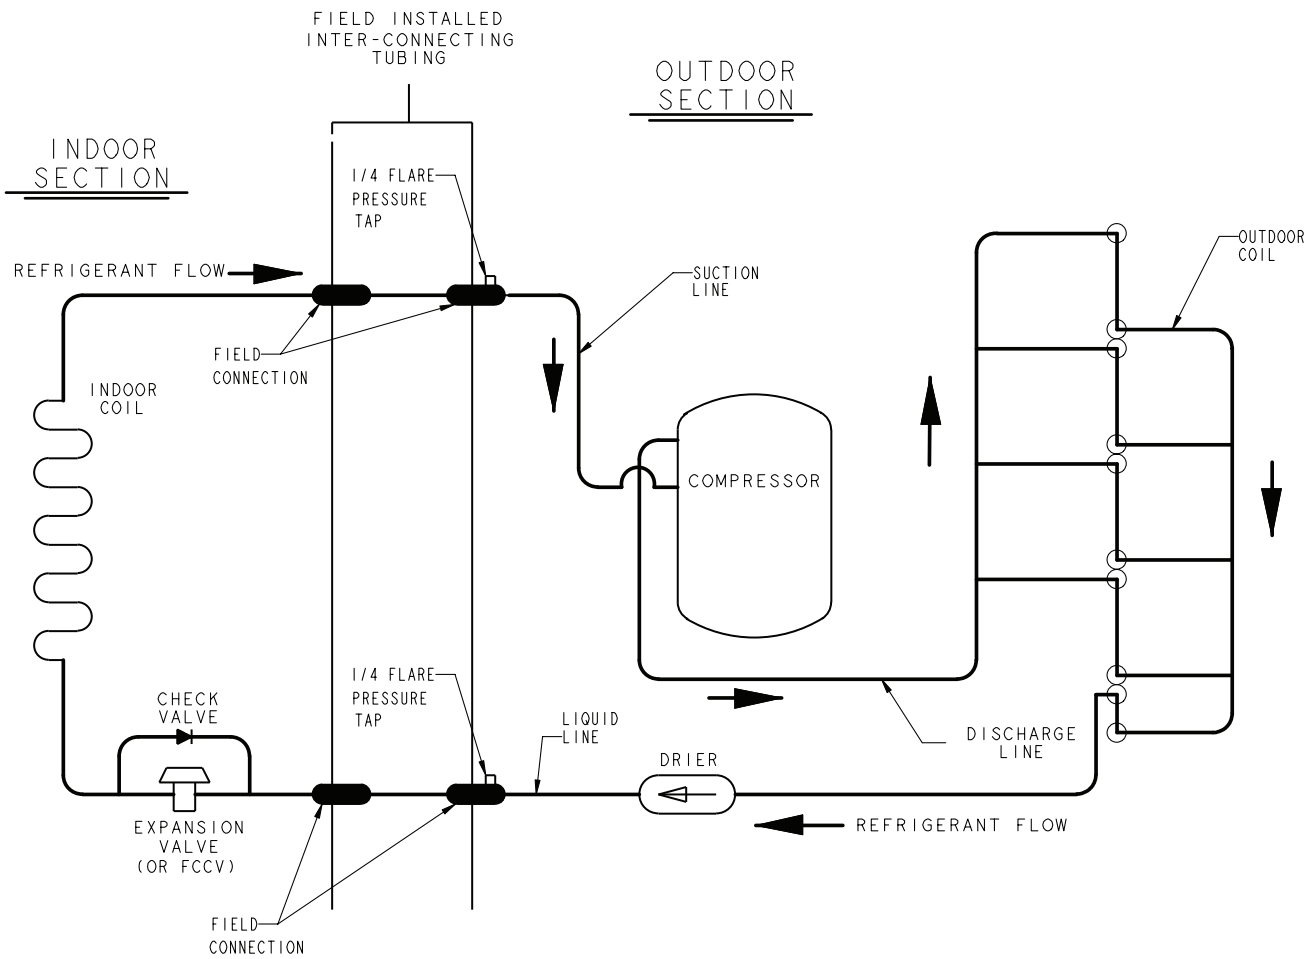 FIELD INSTALLED
INTER-CONNECTING
TUBING
OUTDOOR
SECTION
INDOOR
SECTION
1/4 FLARE
PRESSURE
TAP
REFRIGERANT FLOW
SUCTION
LINE
OUTDOOR
COIL
FIELD
CONNECTION
INDOOR
COIL
COMPRESSOR
1/4 FLARE
PRESSURE
TAP
CHECK
VALVE
LIQUID
LINE
DISCHARGE
LINE
DRIER
EXPANSION
VALVE
(OR FCCV)
REFRIGERANT FLOW
FIELD
CONNECTION